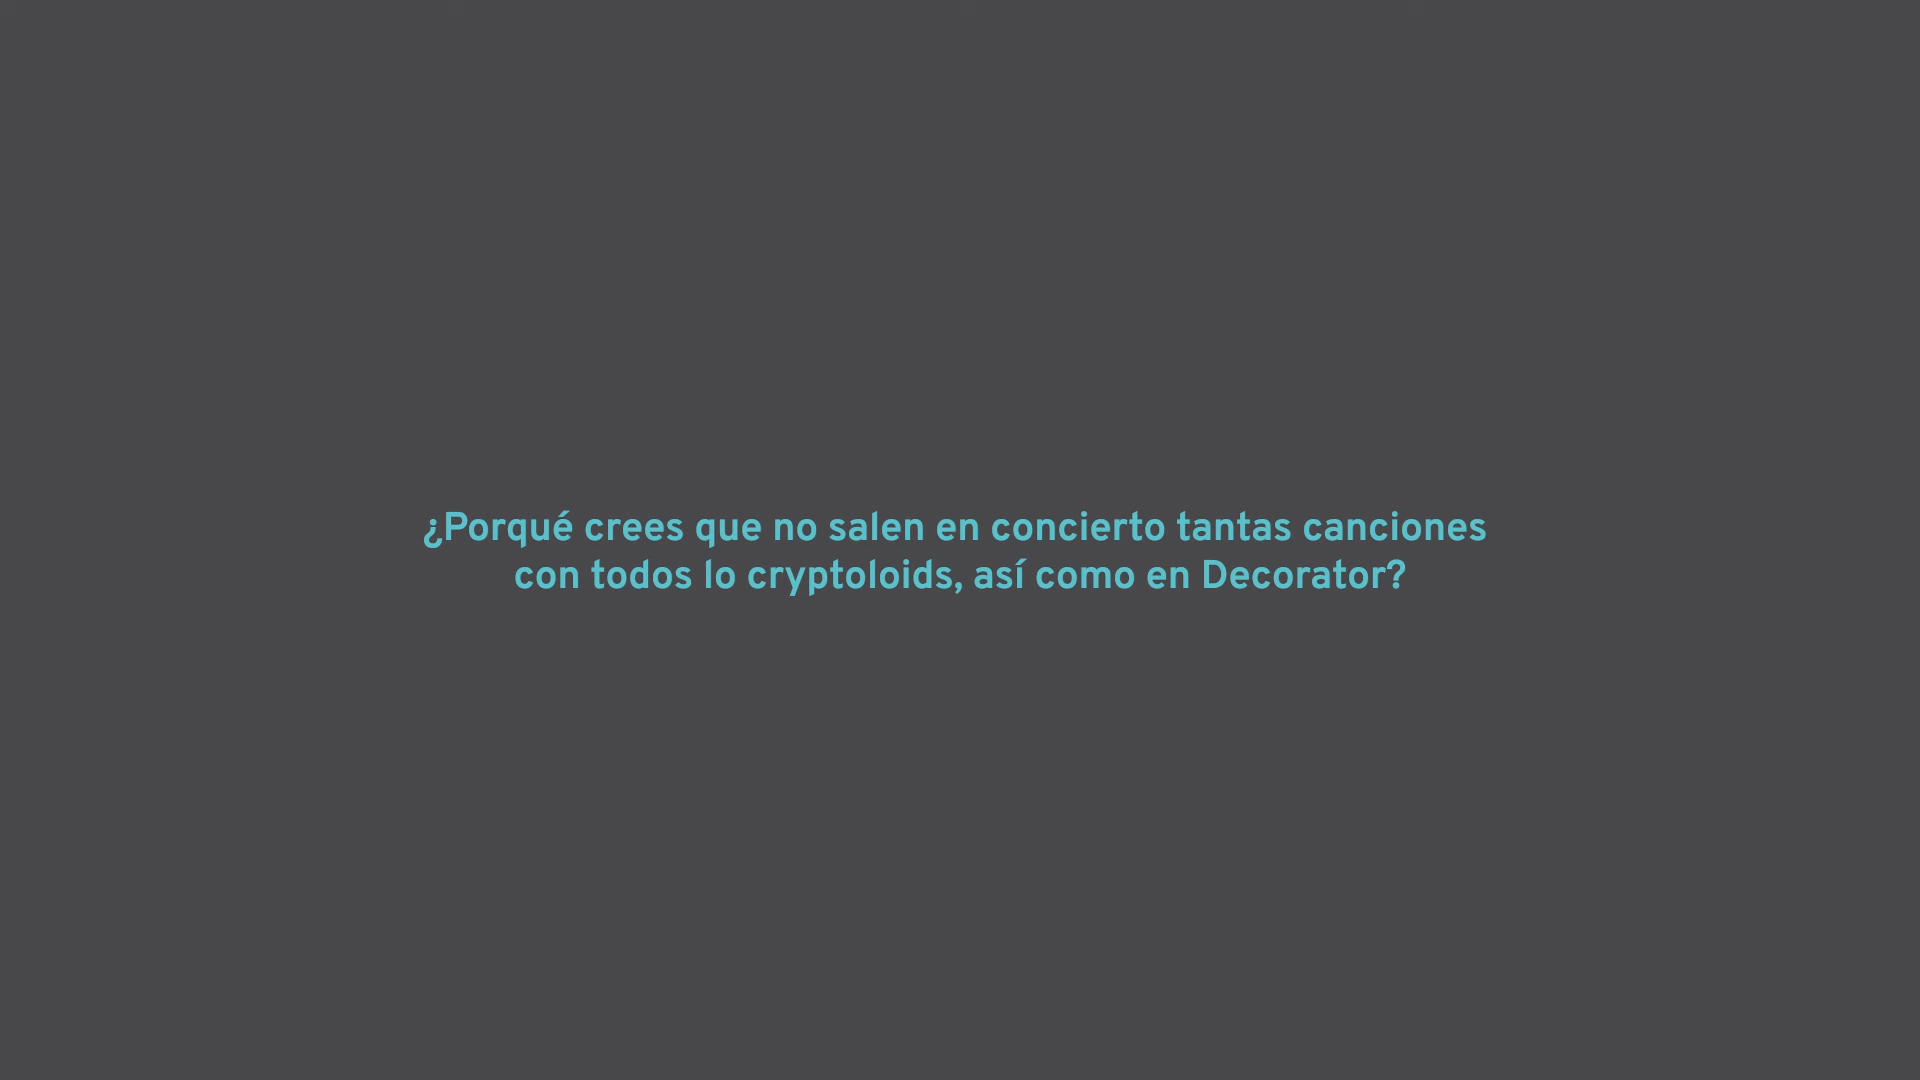 ¿Porqué crees que no salen en concierto tantas canciones
con todos lo cryptoloids, así como en Decorator?